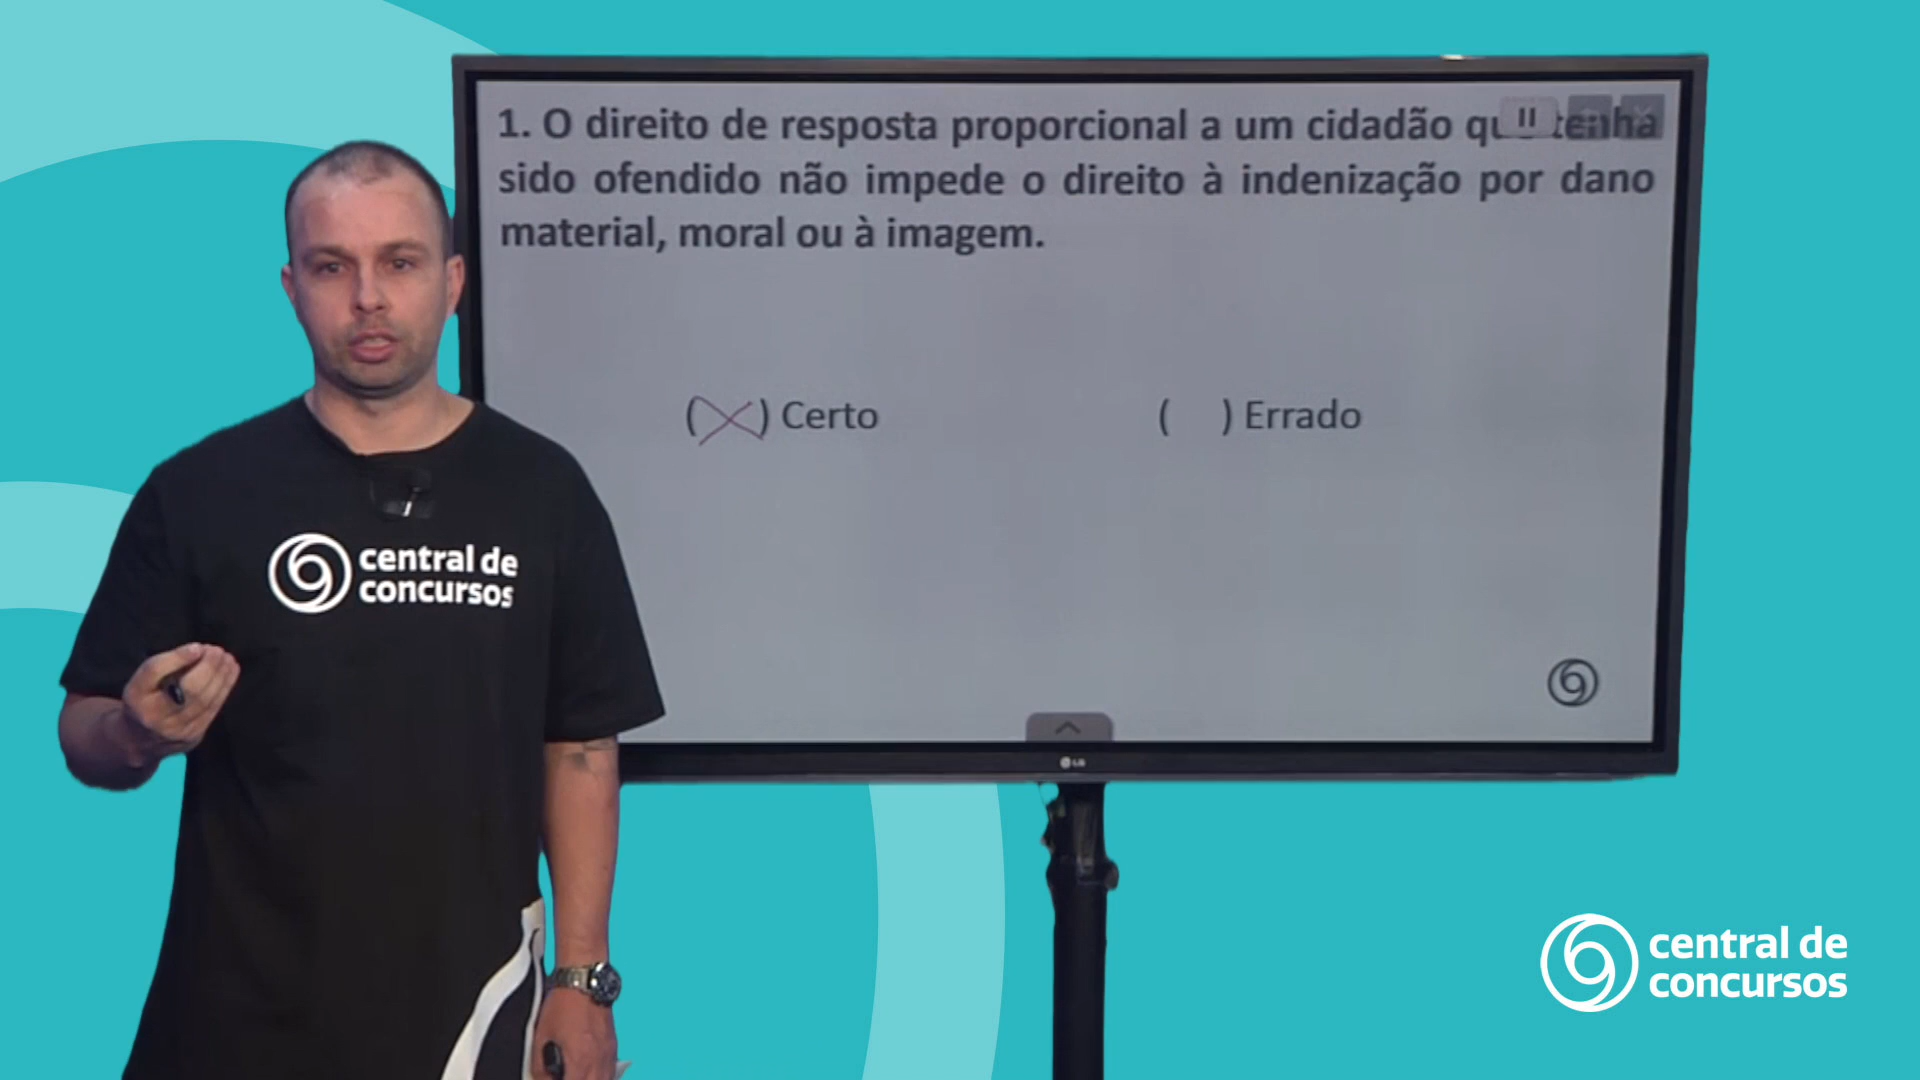 1. O direito de resposta proporcional a um cidadão que tenha
sido ofendido não impede o direito à indenização por dano
material, moral ou à imagem.
(X) Certo
( ) Errado
central de
concursos
LG
central de
concursos